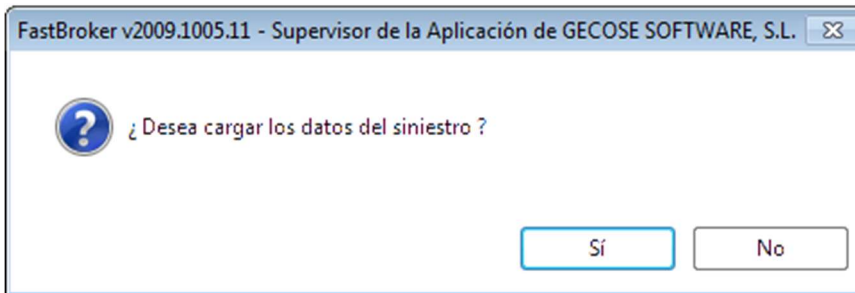 FastBroker v2009.1005.11 - Supervisor de la Aplicación de GECOSE SOFTWARE, S.L.
¿ Desea cargar los datos del siniestro ?
Sí
No